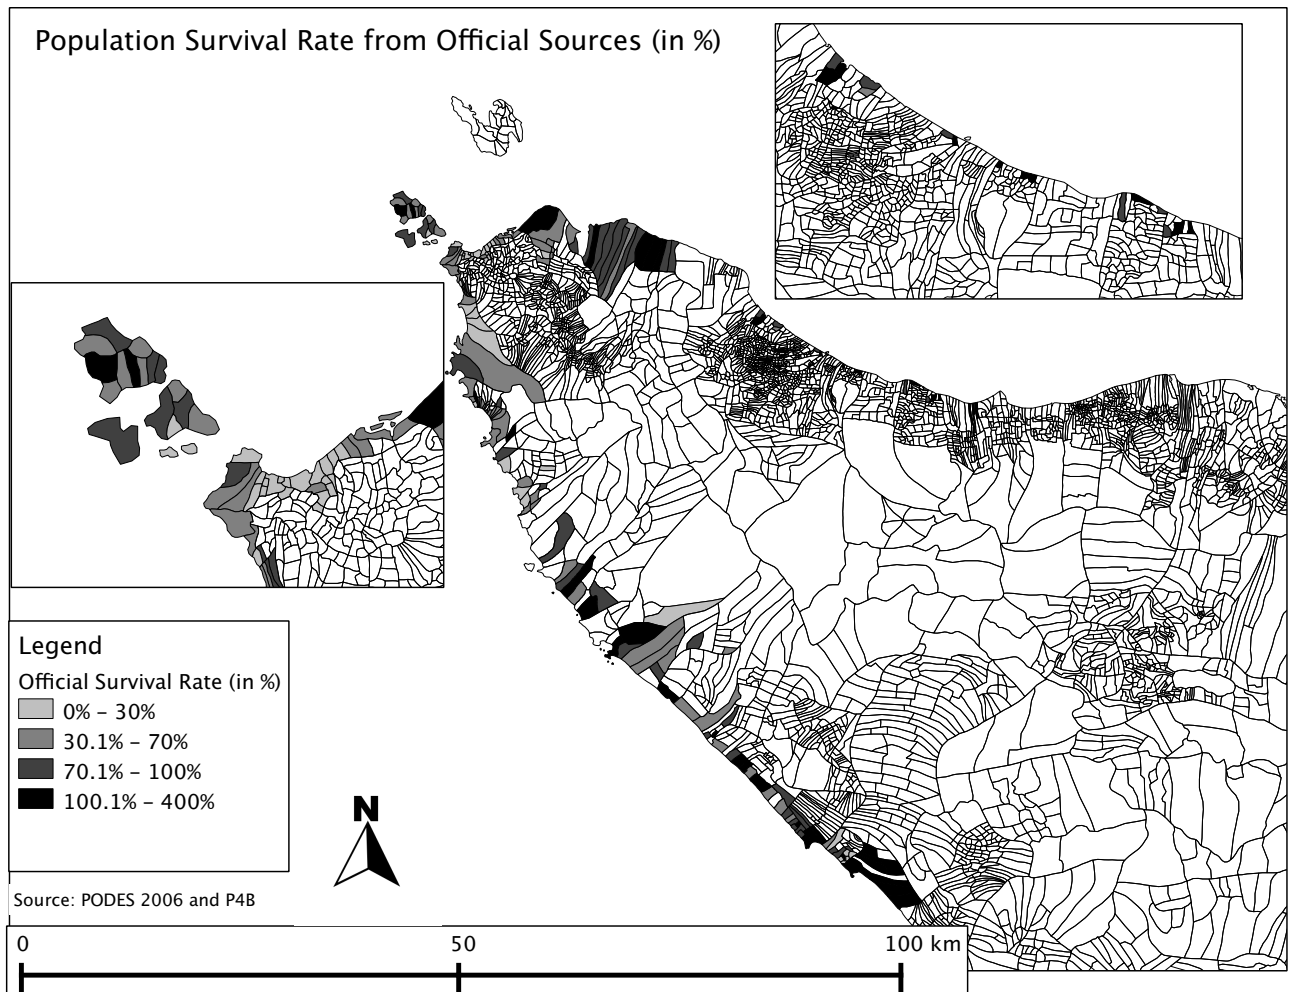 Population Survival Rate from Official Sources (in %)
Legend
Official Survival Rate (in %)
0% – 30%
30.1% – 70%
70.1% – 100%
100.1% – 400%
N
Source: PODES 2006 and P4B
0 50 100 km